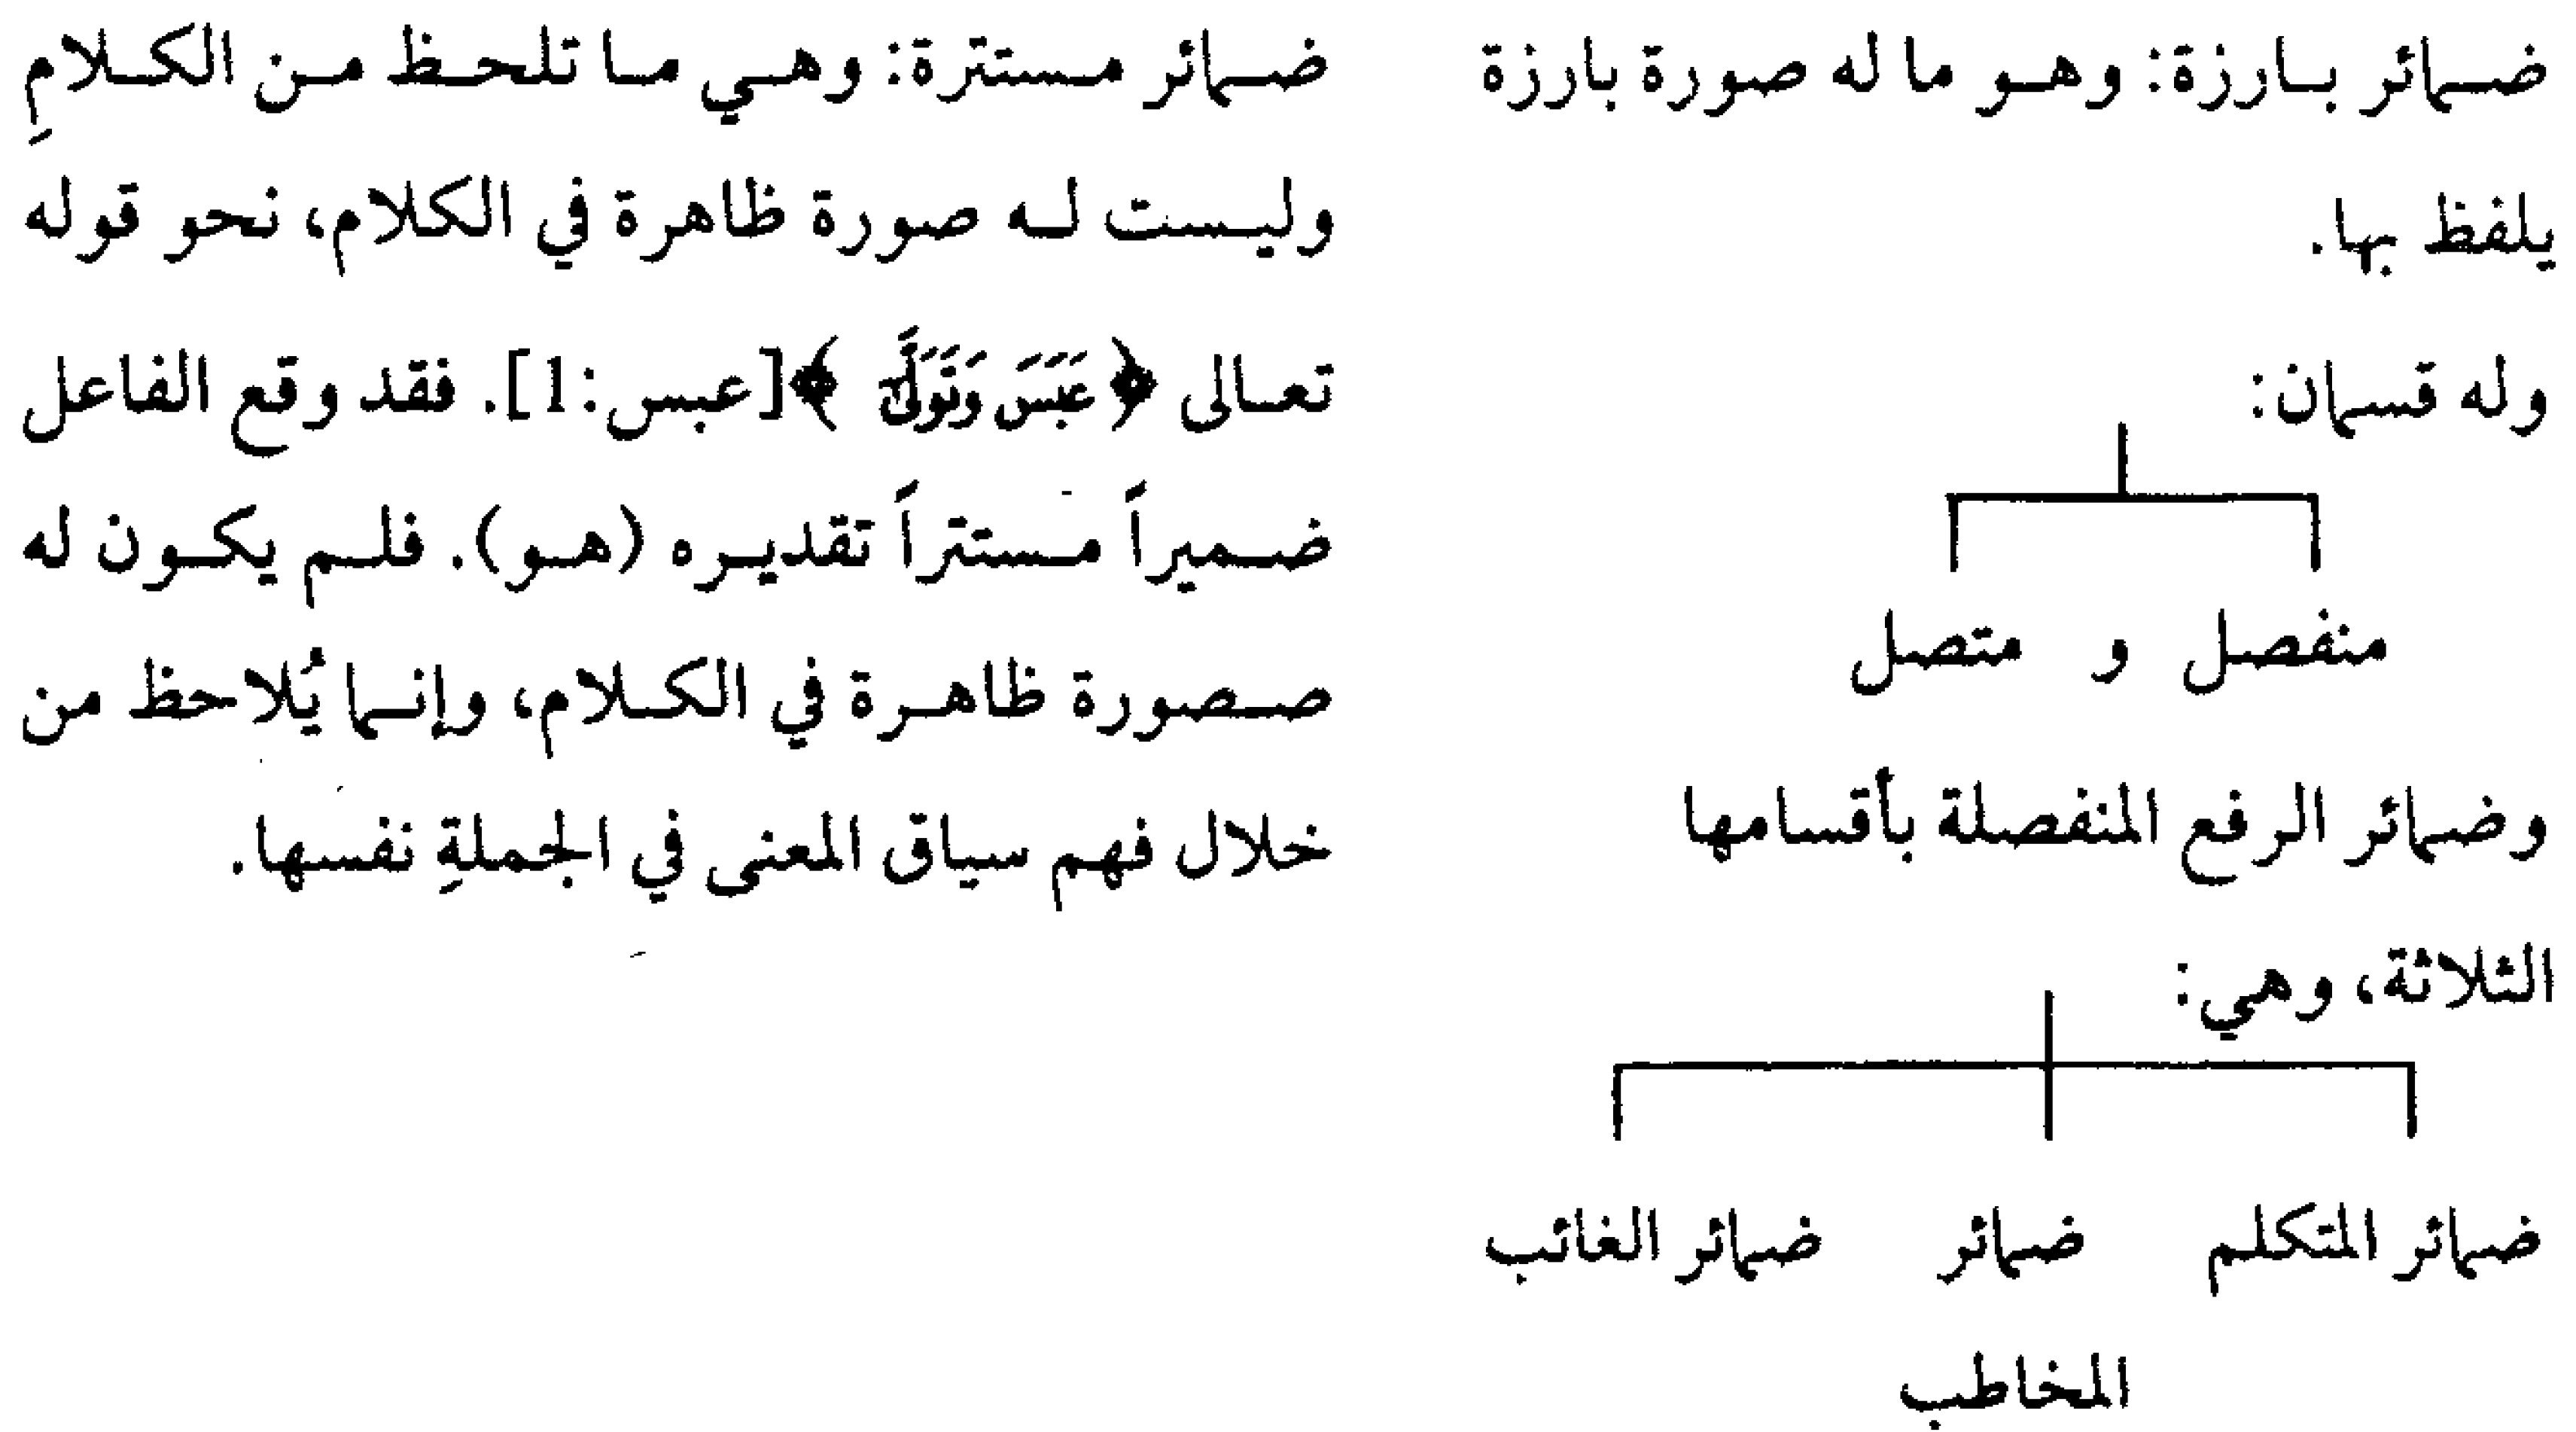 ضمائر بارزة: وهو ما له صورة بارزة
يلفظ بها.
وله قسمان:
منفصل و متصل
وضمائر الرفع المنفصلة بأقسامها
الثلاثة، وهي:
ضمائر المتكلم ضمائر ضمائر الغائب
المخاطب
ضمائر مستترة: وهي ما تلحظ من الكلامِ
وليست له صورة ظاهرة في الكلام، نحو قوله
تعالى ﴿عَبَسَ وَتَوَلَّىٰ﴾[عبس:1]. فقد وقع الفاعل
ضميراً مستتراً تقديره (هو). فلم يكون له
صصورة ظاهرة في الكلام، وإنما يُلاحظ من
خلال فهم سياق المعنى في الجملةِ نفسها.